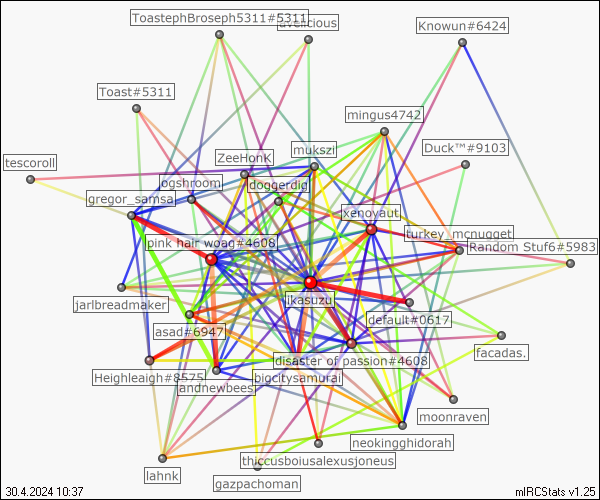 ToastephBroseph5311#5311
avelicious
Knowun#6424
Toast#5311
mingus4742
mukszi
Duck™#9103
tescoroll
ZeeHonK
ogshroom
doggerdig
gregor_samsa
xenoyaut
turkey_mcnugget
pink hair woag#4608
Random Stuf6#5983
jkasuzu
jarlbreadmaker
default#0617
asad#6947
facadas.
disaster of passion#4608
Heighleaigh#8575
bigcitysamurai
andnewbees
moonraven
neokingghidorah
thiccusboiusalexusjoneus
lahnk
gazpachoman
30.4.2024 10:37
mIRCStats v1.25